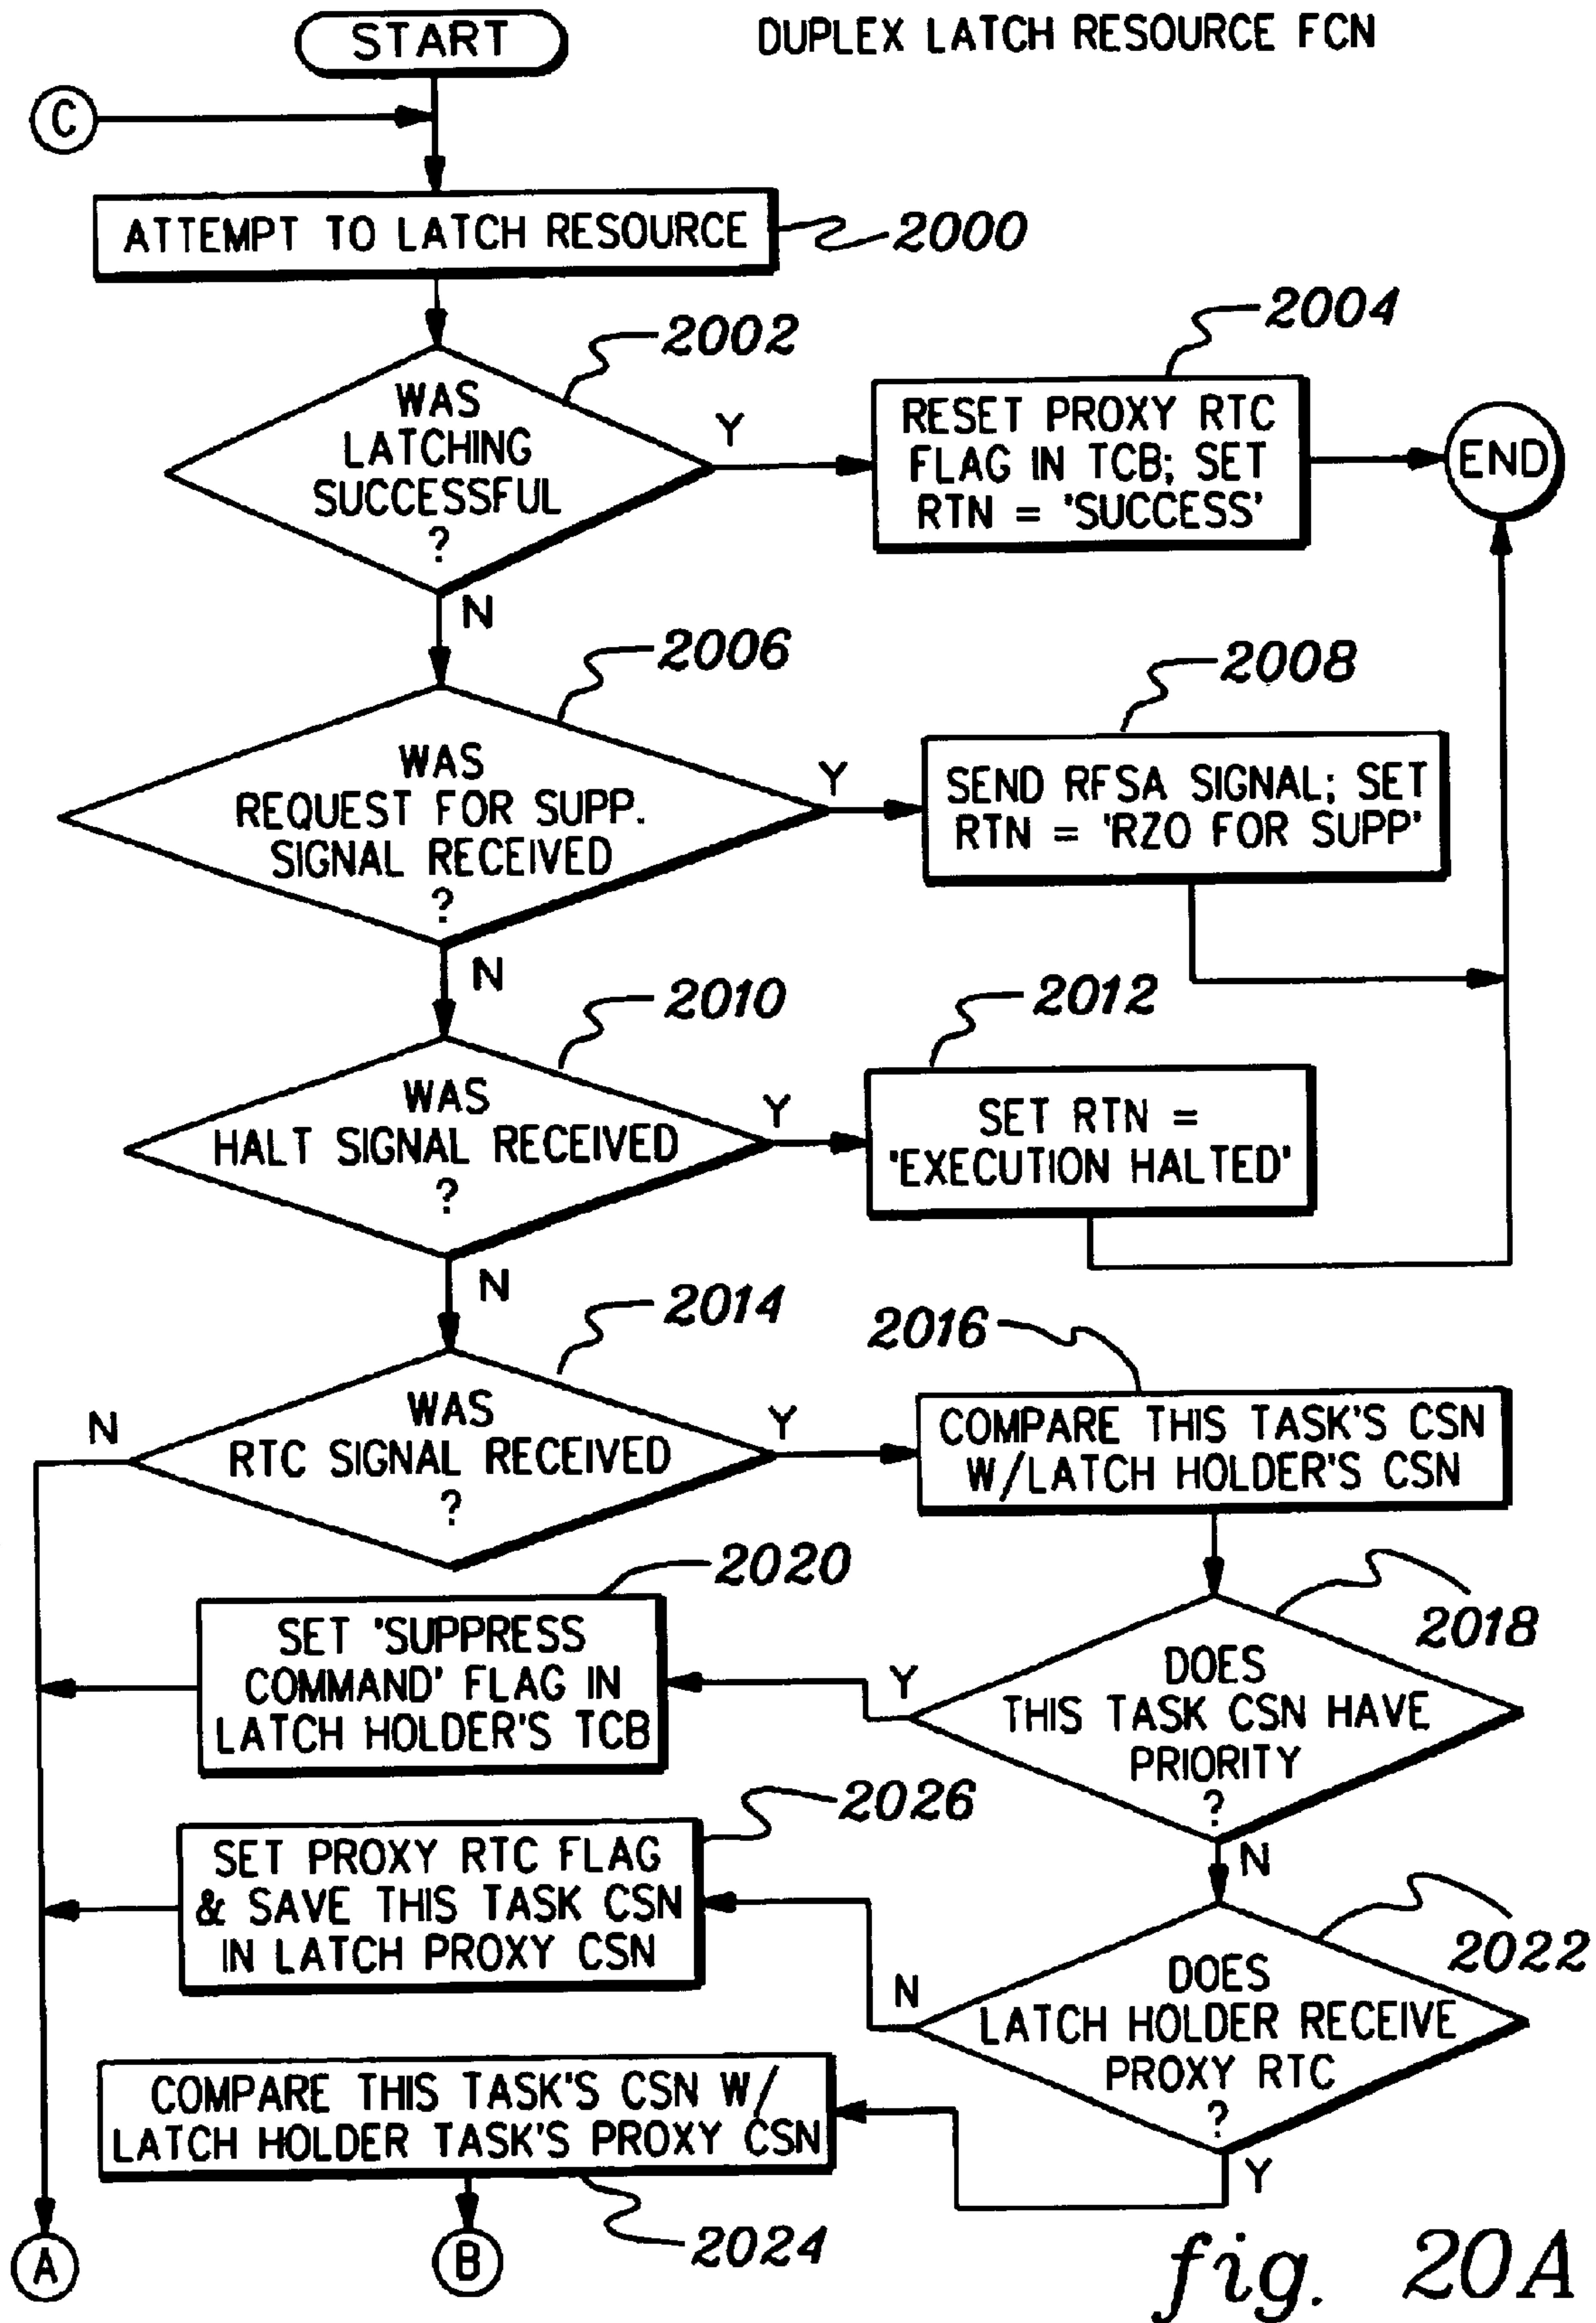 START
DUPLEX LATCH RESOURCE FCN
C
ATTEMPT TO LATCH RESOURCE
2000
2002
WAS
LATCHING
SUCCESSFUL
?
Y
2004
RESET PROXY RTC
FLAG IN TCB; SET
RTN = 'SUCCESS'
END
N
2006
WAS
REQUEST FOR SUPP.
SIGNAL RECEIVED
?
Y
2008
SEND RFSA SIGNAL; SET
RTN = 'RZO FOR SUPP'
N
2010
WAS
HALT SIGNAL RECEIVED
?
Y
2012
SET RTN =
'EXECUTION HALTED'
N
2014
WAS
RTC SIGNAL RECEIVED
?
N
Y
2016
COMPARE THIS TASK'S CSN
W/LATCH HOLDER'S CSN
2018
DOES
THIS TASK CSN HAVE
PRIORITY
?
Y
2020
SET 'SUPPRESS
COMMAND' FLAG IN
LATCH HOLDER'S TCB
N
2022
DOES
LATCH HOLDER RECEIVE
PROXY RTC
?
N
2026
SET PROXY RTC FLAG
& SAVE THIS TASK CSN
IN LATCH PROXY CSN
Y
COMPARE THIS TASK'S CSN W/
LATCH HOLDER TASK'S PROXY CSN
2024
A
B
fig. 20A